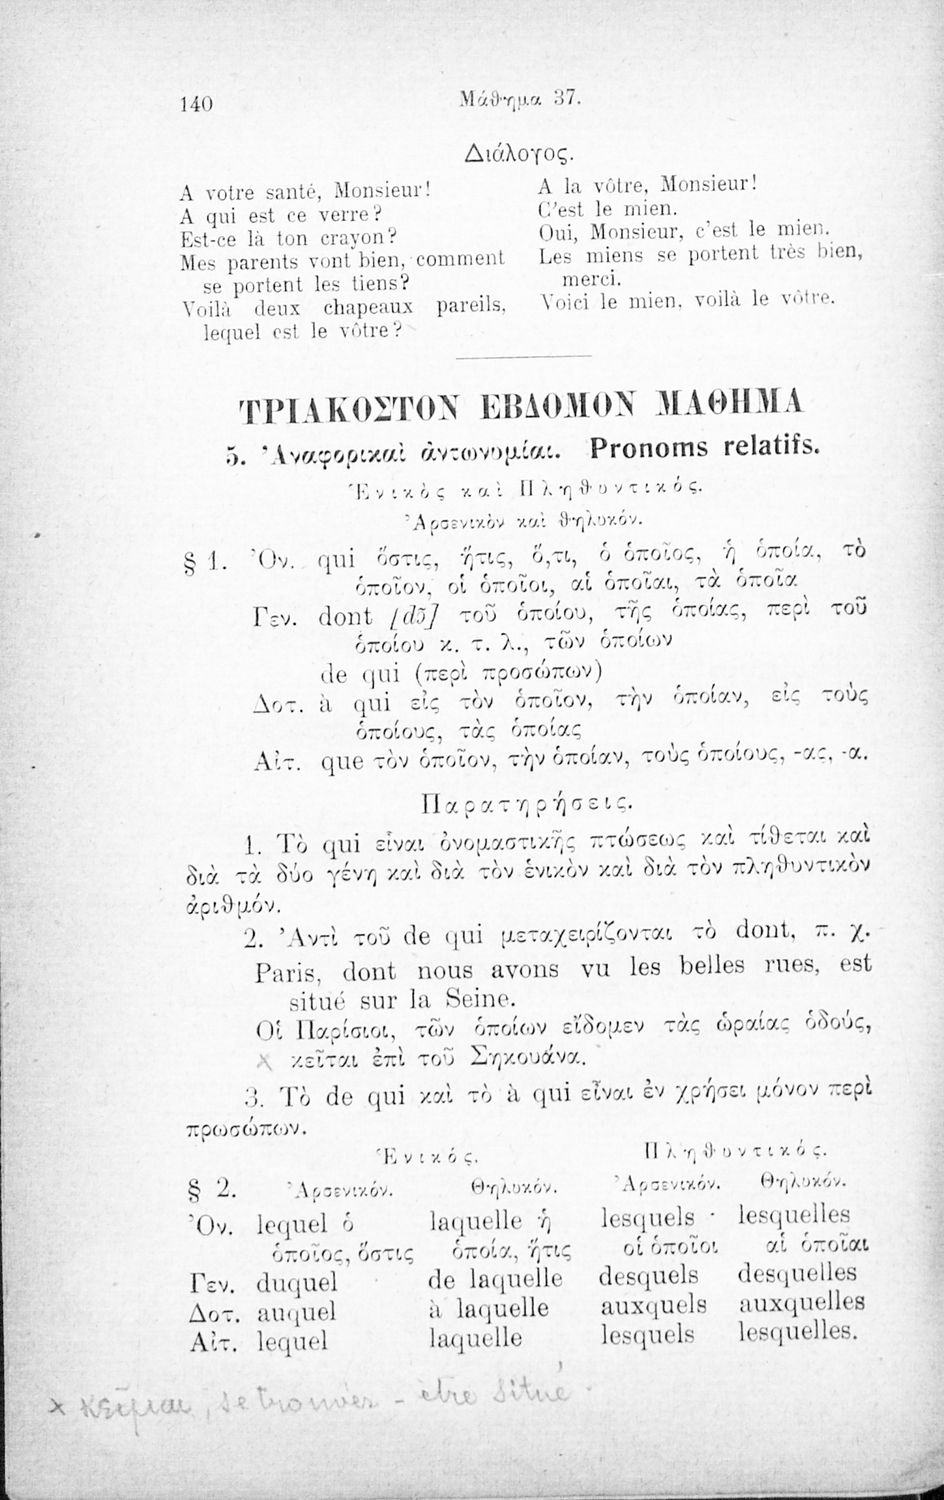 140
Μάθημα 37.
Διάλογος.
A votre santé, Monsieur!
A qui est ce verre?
Est-ce là ton crayon?
Mes parents vont bien, comment
se portent les tiens?
Voilà deux chapeaux pareils,
lequel est le vôtre?
A la vôtre, Monsieur!
C'est le mien.
Oui, Monsieur, c'est le mien.
Les miens se portent très bien,
merci.
Voici le mien, voilà le vôtre.
ΤΡΙΑΚΟΣΤΟΝ ΕΒΔΟΜΟΝ ΜΑΘΗΜΑ
5. Ἀναφορικαὶ ἀντωνυμίαι. Pronoms relatifs.
Ἑνικὸς καὶ Πληθυντικός.
Ἀρσενικὸν καὶ θηλυκόν.
§ 1. Ὀν. qui ὅστις, ἥτις, ὅ,τι, ὁ ὁποῖος, ἡ ὁποία, τὸ
ὁποῖον, οἱ ὁποῖοι, αἱ ὁποῖαι, τὰ ὁποῖα
Γεν. dont [dõ] τοῦ ὁποίου, τῆς ὁποίας, περὶ τοῦ
ὁποίου κ. τ. λ., τῶν ὁποίων
de qui (περὶ προσώπων)
Δοτ. à qui εἰς τὸν ὁποῖον, τὴν ὁποίαν, εἰς τοὺς
ὁποίους, τὰς ὁποίας
Αἰτ. que τὸν ὁποῖον, τὴν ὁποίαν, τοὺς ὁποίους, -ας, -α.
Παρατηρήσεις.
1. Τὸ qui εἶναι ὀνομαστικῆς πτώσεως καὶ τίθεται καὶ
διὰ τὰ δύο γένη καὶ διὰ τὸν ἑνικὸν καὶ διὰ τὸν πληθυντικὸν
ἀριθμόν.
2. Ἀντὶ τοῦ de qui μεταχειρίζονται τὸ dont, π. χ.
Paris, dont nous avons vu les belles rues, est
situé sur la Seine.
Οἱ Παρίσιοι, τῶν ὁποίων εἴδομεν τὰς ὡραίας ὁδούς,
x κεῖται ἐπὶ τοῦ Σηκουάνα.
3. Τὸ de qui καὶ τὸ à qui εἶναι ἐν χρήσει μόνον περὶ
προσώπων.
Ἑνικός. Πληθυντικός.
§ 2. Ἀρσενικόν. Θηλυκόν. Ἀρσενικόν. Θηλυκόν.
Ὀν. lequel ὁ laquelle ἡ lesquels lesquelles
ὁποῖος, ὅστις ὁποία, ἥτις οἱ ὁποῖοι αἱ ὁποῖαι
Γεν. duquel de laquelle desquels desquelles
Δοτ. auquel à laquelle auxquels auxquelles
Αἰτ. lequel laquelle lesquels lesquelles.
x κεῖμαι, se trouver - être situé